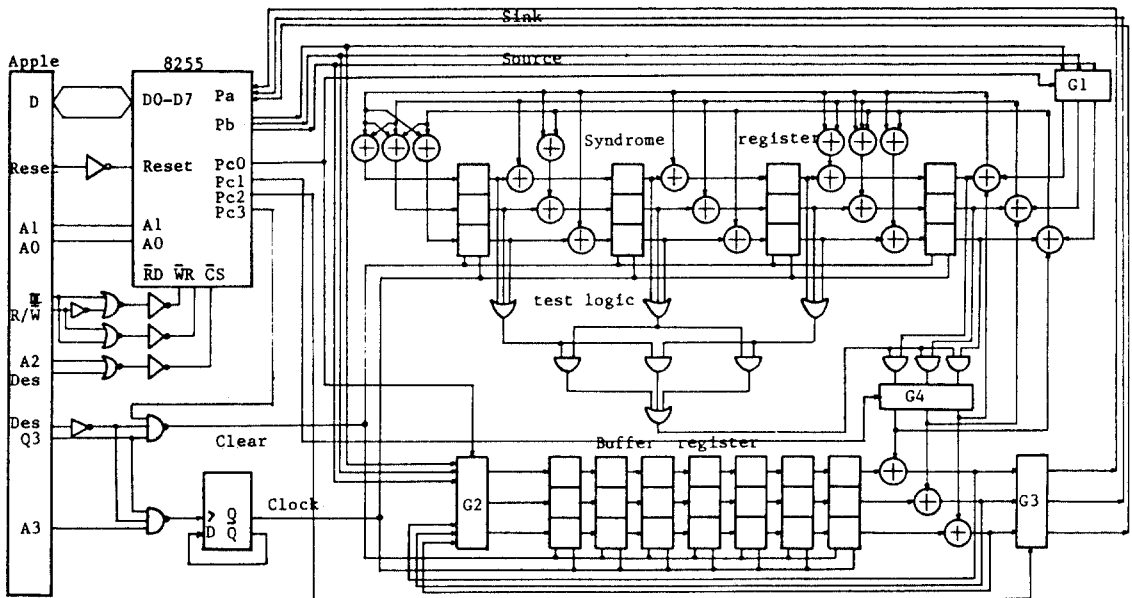 Sink
Apple
8255
Source
D
D0-D7
Pa
Pb
G1
Syndrome register
Reset
Reset
Pc0
Pc1
Pc2
Pc3
A1
A0
A1
A0
RD WR CS
R/W
test logic
A2
Des
G4
Des
Q3
Clear
Buffer register
G2
G3
Clock
Q
D Q
A3